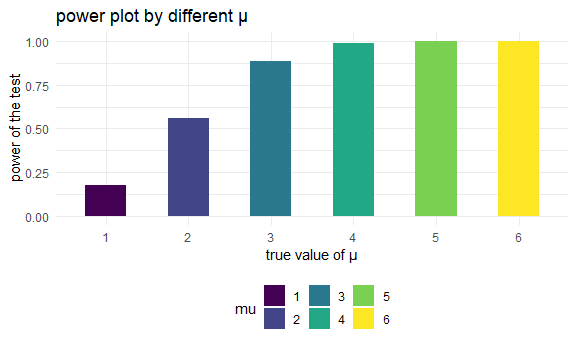 power plot by different μ
power of the test
1.00
0.75
0.50
0.25
0.00
1 2 3 4 5 6
true value of μ
mu 1 3 5
2 4 6